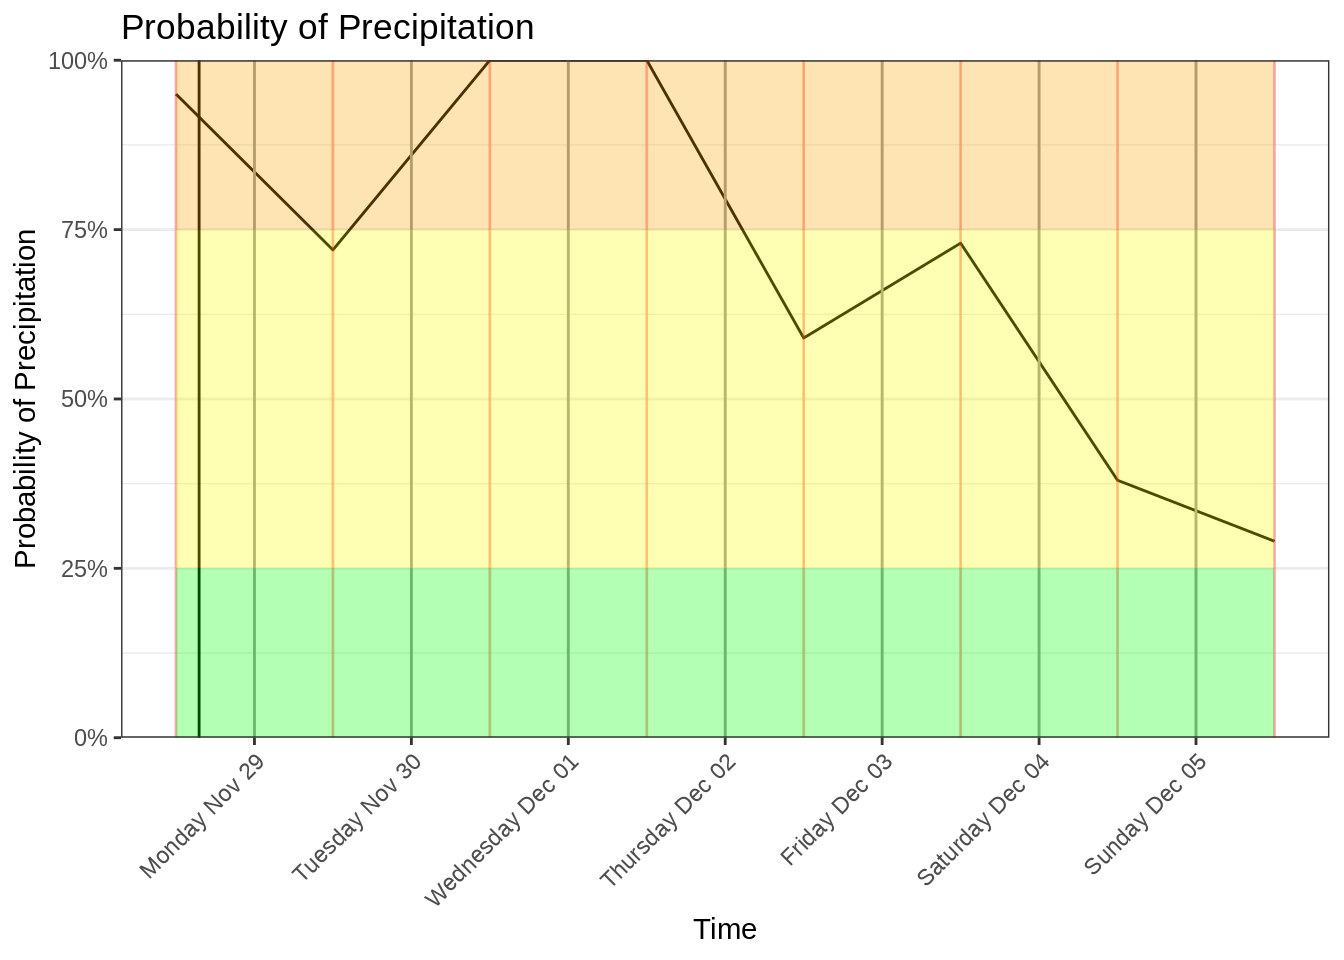 Probability of Precipitation
Probability of Precipitation
100%
75%
50%
25%
0%
Monday Nov 29
Tuesday Nov 30
Wednesday Dec 01
Thursday Dec 02
Friday Dec 03
Saturday Dec 04
Sunday Dec 05
Time